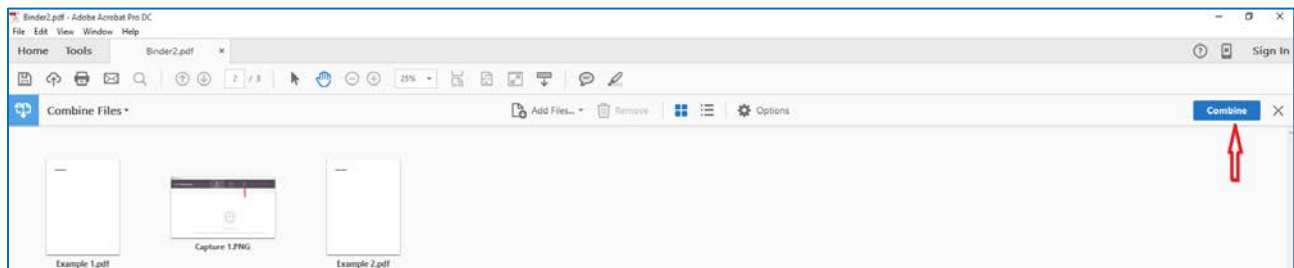 Binder2.pdf - Adobe Acrobat Pro DC
File Edit View Window Help
Home Tools Binder2.pdf × Sign In
2 / 3 25%
Combine Files Add Files... Remove Options Combine
Capture 1.PNG
Example 1.pdf Example 2.pdf